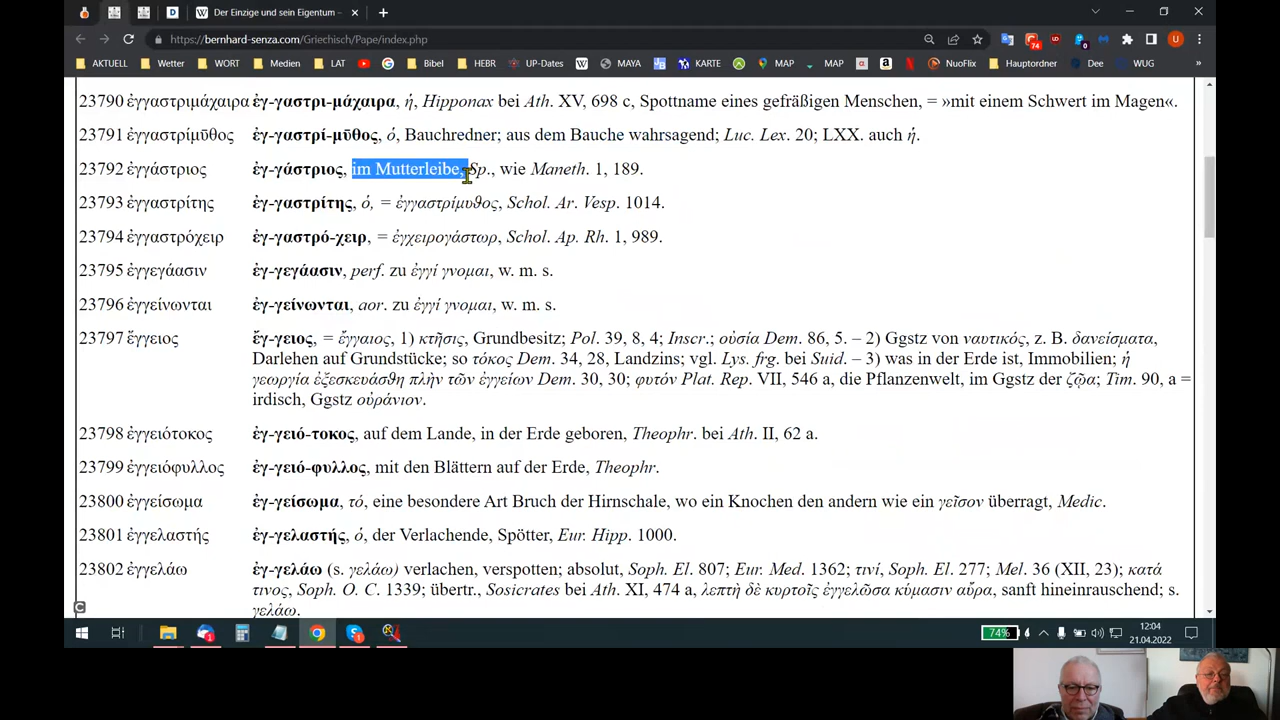 Der Einzige und sein Eigentum –
https://bernhard-senza.com/Griechisch/Pape/index.php
74 0 U
AKTUELL Wetter WORT Medien LAT Bibel HEBR UP-Dates MAYA KARTE MAP MAP NuoFlix Hauptordner Dee WUG »
23790 ἐγγαστριμάχαιρα ἐγ-γαστρι-μάχαιρα, ἡ, Hipponax bei Ath. XV, 698 c, Spottname eines gefräßigen Menschen, = »mit einem Schwert im Magen«.
23791 ἐγγαστρίμῡθος ἐγ-γαστρί-μῡθος, ὁ, Bauchredner; aus dem Bauche wahrsagend; Luc. Lex. 20; LXX. auch ἡ.
23792 ἐγγάστριος ἐγ-γάστριος, im Mutterleibe, Sp., wie Maneth. 1, 189.
23793 ἐγγαστρίτης ἐγ-γαστρίτης, ὁ, = ἐγγαστρίμυθος, Schol. Ar. Vesp. 1014.
23794 ἐγγαστρόχειρ ἐγ-γαστρό-χειρ, = ἐγχειρογάστωρ, Schol. Ap. Rh. 1, 989.
23795 ἐγγεγάασιν ἐγ-γεγάασιν, perf. zu ἐγγί γνομαι, w. m. s.
23796 ἐγγείνωνται ἐγ-γείνωνται, aor. zu ἐγγί γνομαι, w. m. s.
23797 ἔγγειος ἔγ-γειος, = ἔγγαιος, 1) κτῆσις, Grundbesitz; Pol. 39, 8, 4; Inscr.; οὐσία Dem. 86, 5. – 2) Ggstz von ναυτικός, z. B. δανείσματα,
Darlehen auf Grundstücke; so τόκος Dem. 34, 28, Landzins; vgl. Lys. frg. bei Suid. – 3) was in der Erde ist, Immobilien; ἡ
γεωργία ἐξεσκευάσθη πλὴν τῶν ἐγγείων Dem. 30, 30; φυτόν Plat. Rep. VII, 546 a, die Pflanzenwelt, im Ggstz der ζῷα; Tim. 90, a =
irdisch, Ggstz οὐράνιον.
23798 ἐγγειότοκος ἐγ-γειό-τοκος, auf dem Lande, in der Erde geboren, Theophr. bei Ath. II, 62 a.
23799 ἐγγειόφυλλος ἐγ-γειό-φυλλος, mit den Blättern auf der Erde, Theophr.
23800 ἐγγείσωμα ἐγ-γείσωμα, τό, eine besondere Art Bruch der Hirnschale, wo ein Knochen den andern wie ein γεῖσον überragt, Medic.
23801 ἐγγελαστής ἐγ-γελαστής, ὁ, der Verlachende, Spötter, Eur. Hipp. 1000.
23802 ἐγγελάω ἐγ-γελάω (s. γελάω) verlachen, verspotten; absolut, Soph. El. 807; Eur. Med. 1362; τινί, Soph. El. 277; Mel. 36 (XII, 23); κατά
τινος, Soph. O. C. 1339; übertr., Sosicrates bei Ath. XI, 474 a, λεπτὴ δὲ κυρτοῖς ἐγγελῶσα κύμασιν αὔρα, sanft hineinrauschend; s.
γελάω.
74% 12:04
21.04.2022